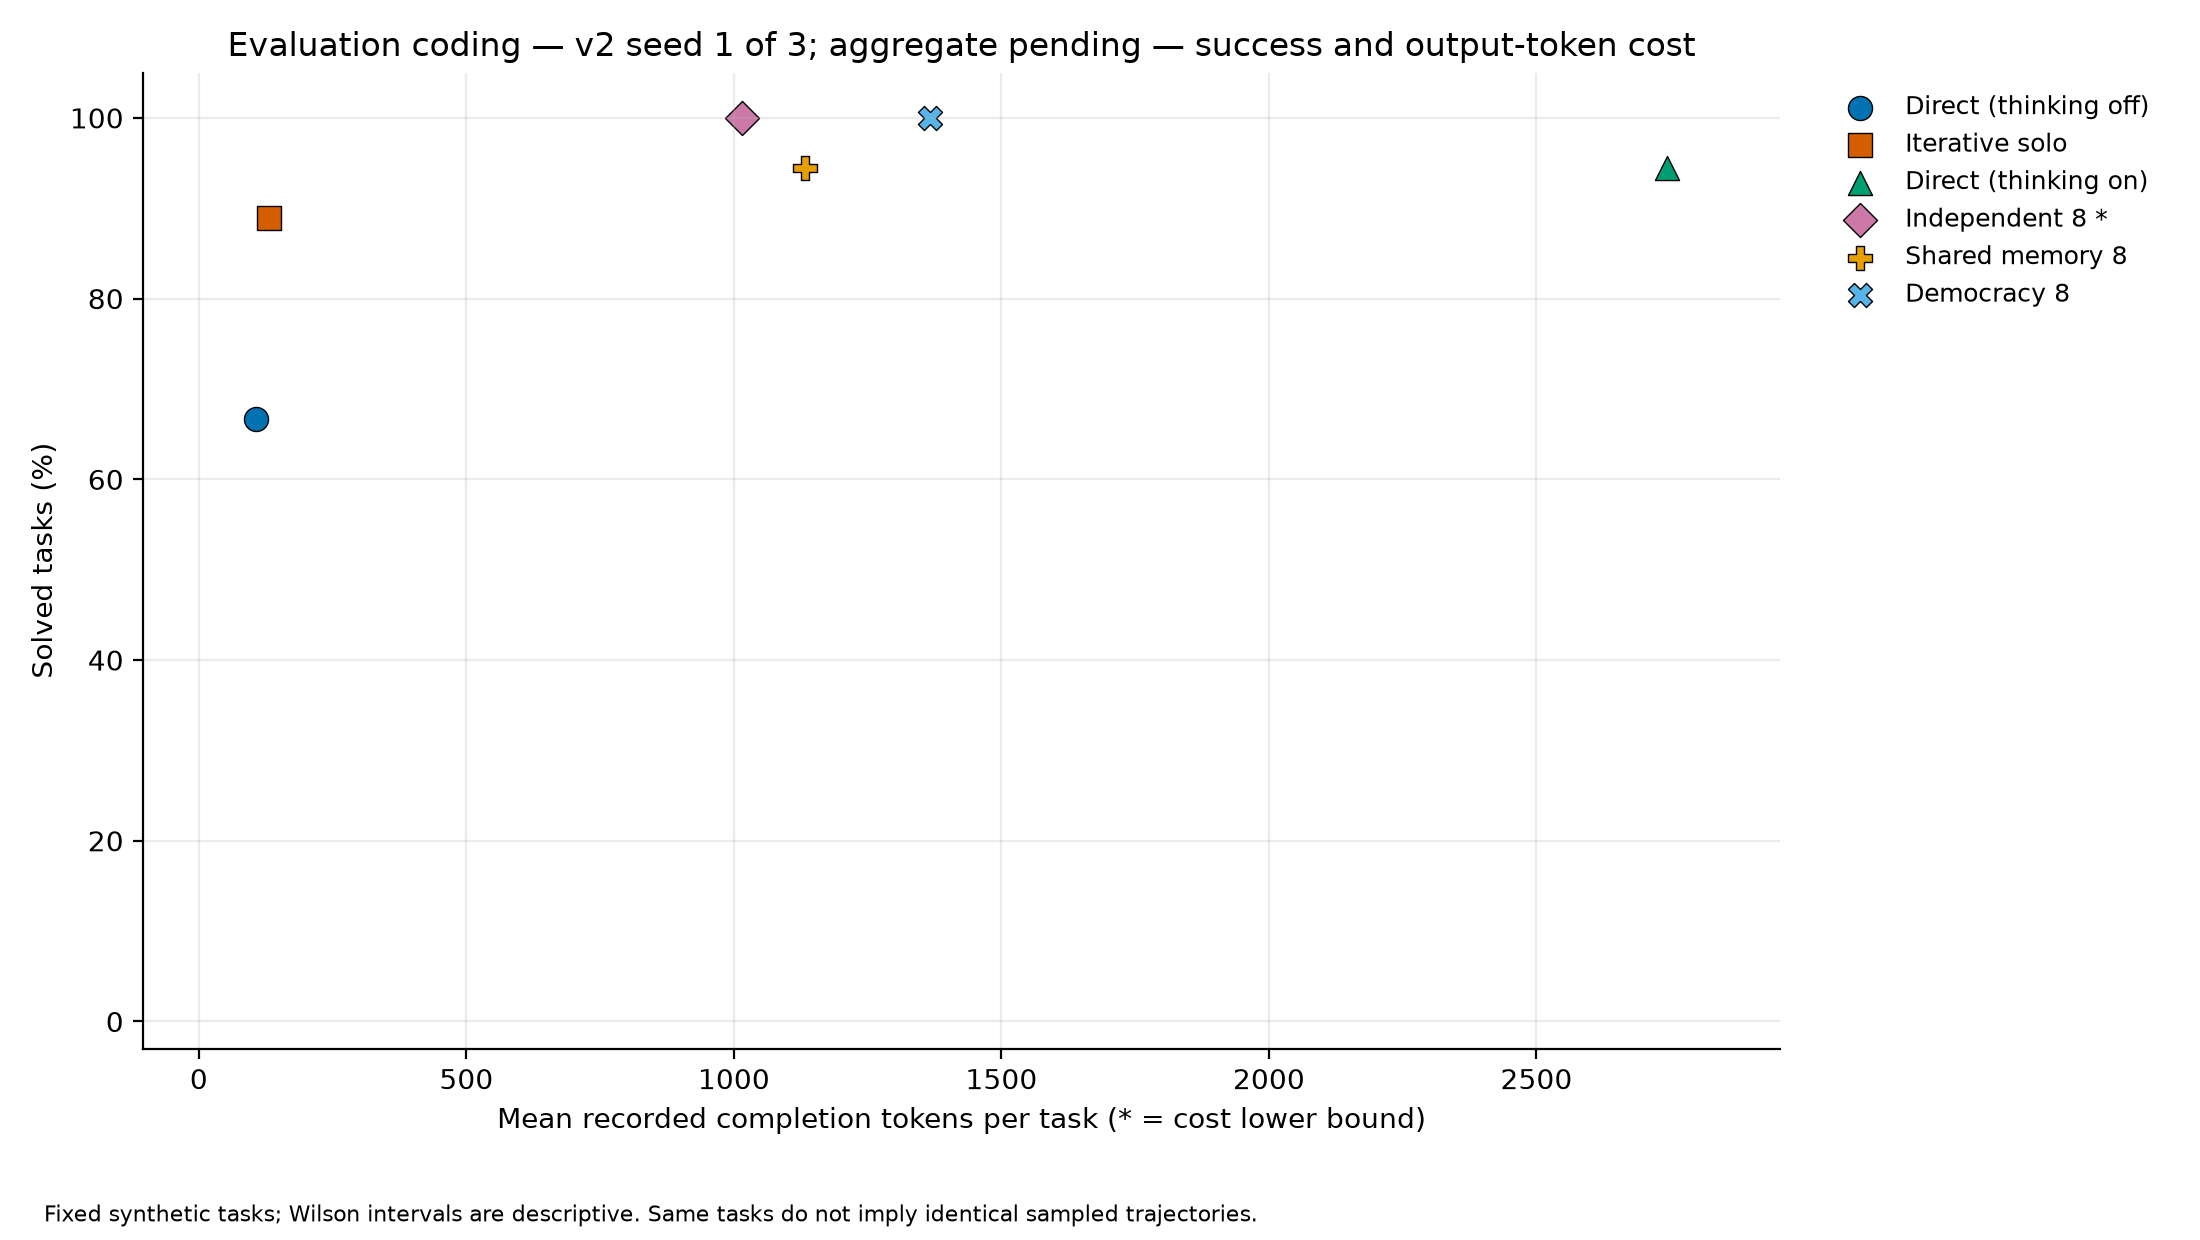 Evaluation coding — v2 seed 1 of 3; aggregate pending — success and output-token cost
Direct (thinking off)
Iterative solo
Direct (thinking on)
Independent 8 *
Shared memory 8
Democracy 8
Solved tasks (%)
100
80
60
40
20
0
0 500 1000 1500 2000 2500
Mean recorded completion tokens per task (* = cost lower bound)
Fixed synthetic tasks; Wilson intervals are descriptive. Same tasks do not imply identical sampled trajectories.